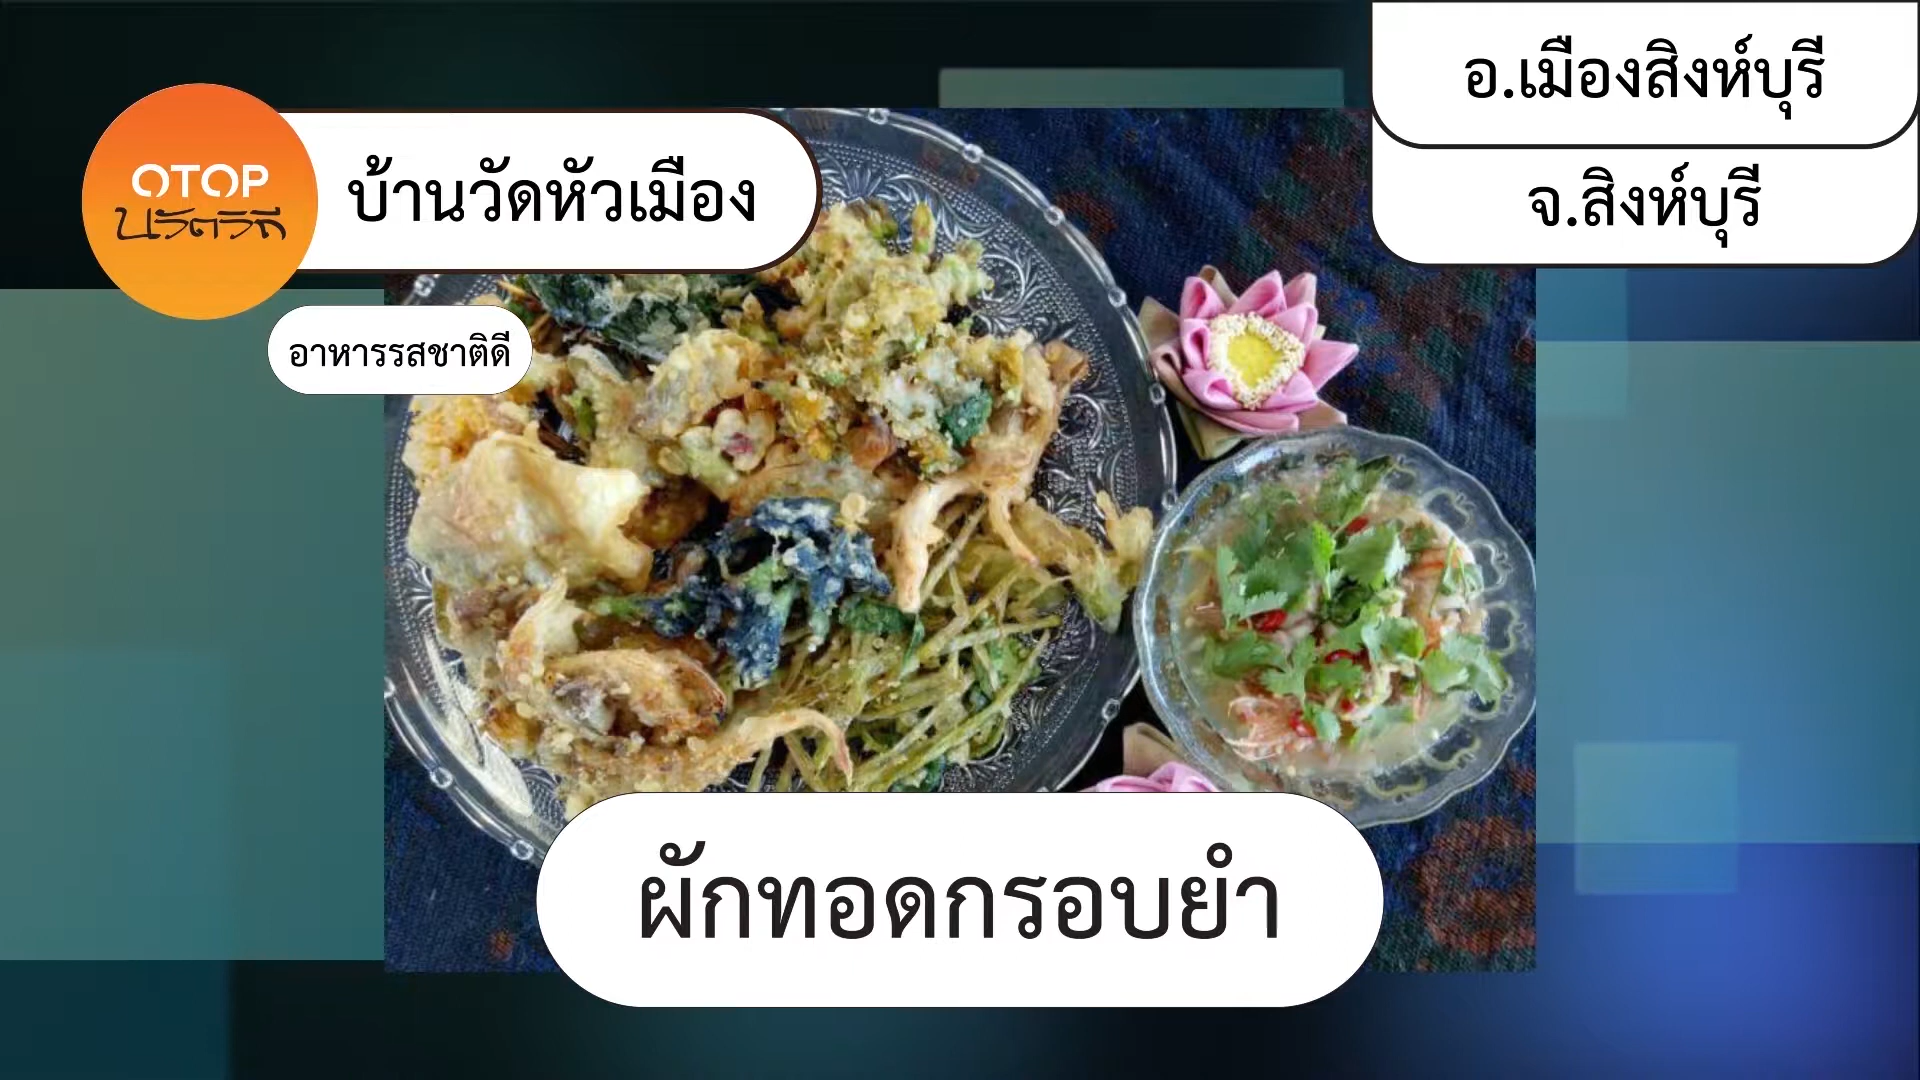 OTOP
นวัตวิถี
บ้านวัดหัวเมือง
อาหารรสชาติดี
อ.เมืองสิงห์บุรี
จ.สิงห์บุรี
ผักทอดกรอบยำ